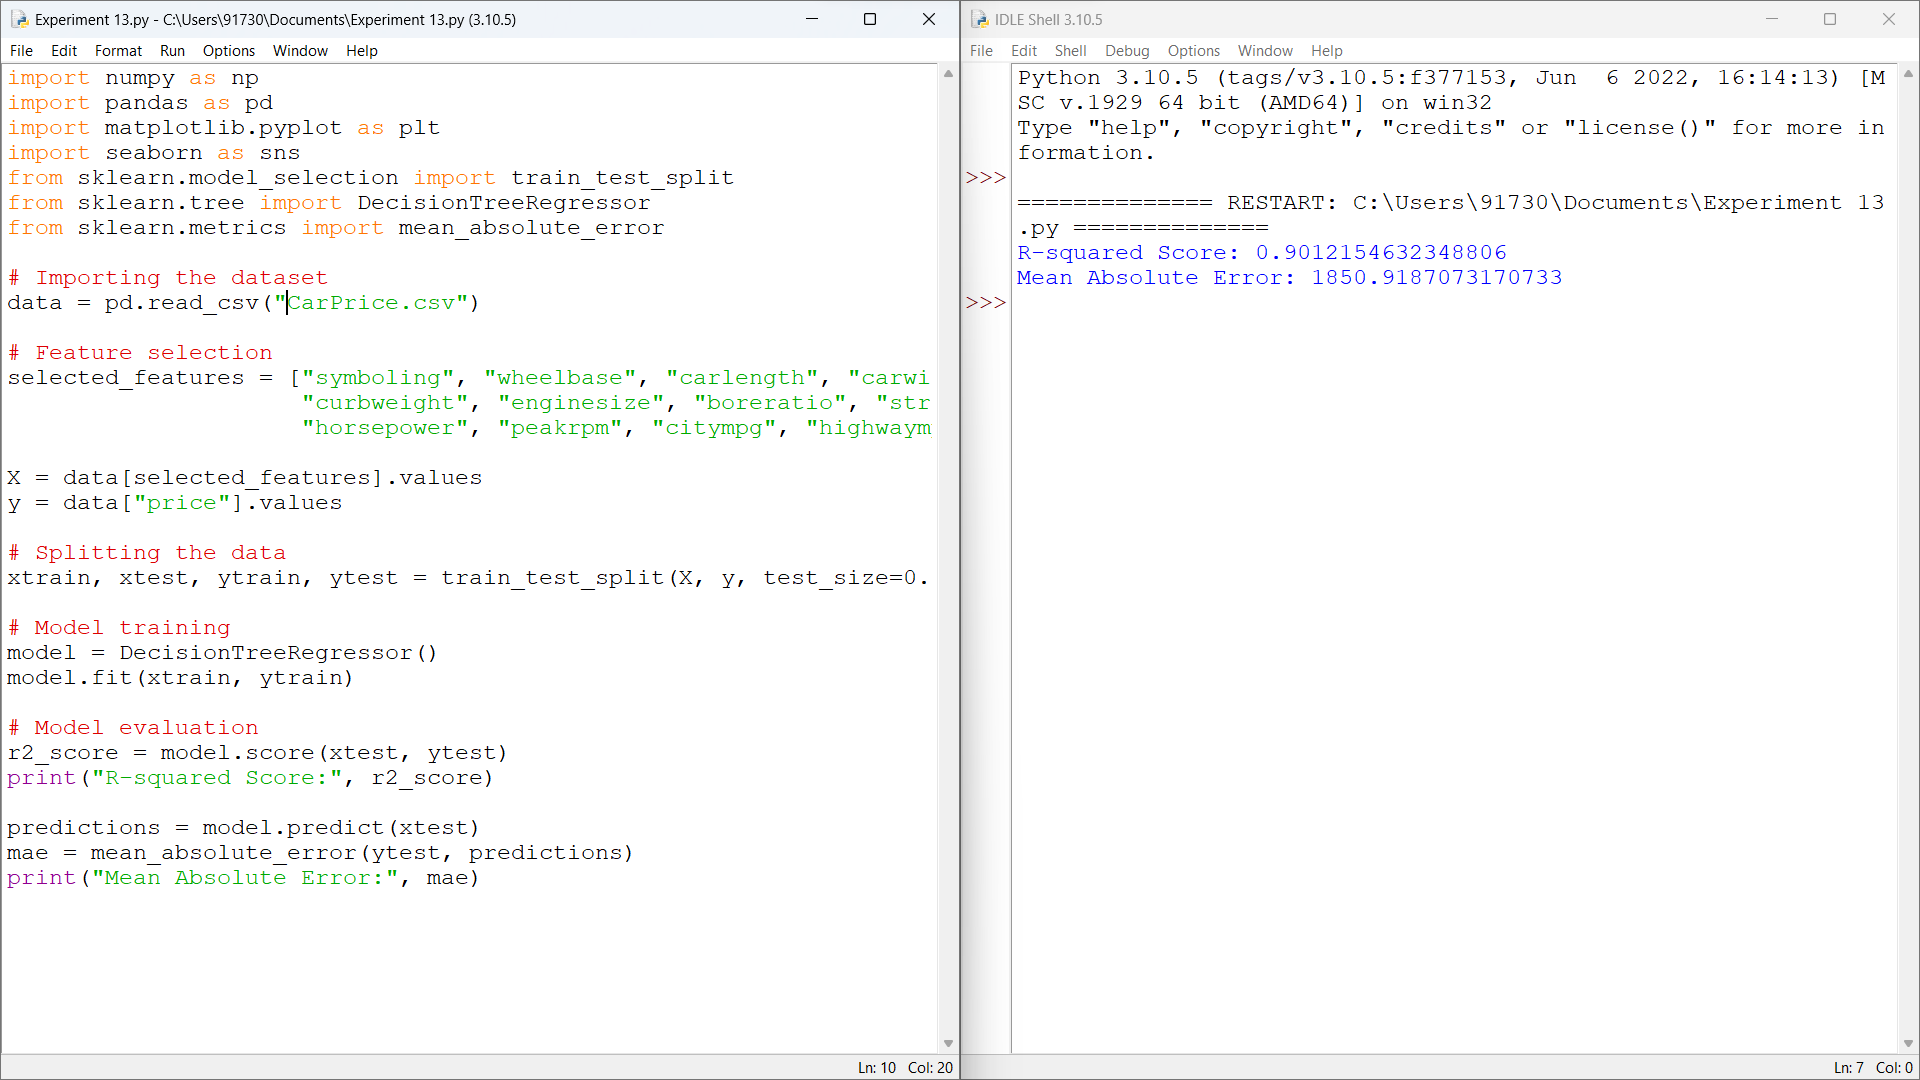 Experiment 13.py - C:\Users\91730\Documents\Experiment 13.py (3.10.5)
File Edit Format Run Options Window Help
import numpy as np
import pandas as pd
import matplotlib.pyplot as plt
import seaborn as sns
from sklearn.model_selection import train_test_split
from sklearn.tree import DecisionTreeRegressor
from sklearn.metrics import mean_absolute_error
# Importing the dataset
data = pd.read_csv("CarPrice.csv")
# Feature selection
selected_features = ["symboling", "wheelbase", "carlength", "carwi
"curbweight", "enginesize", "boreratio", "str
"horsepower", "peakrpm", "citympg", "highwaym
X = data[selected_features].values
y = data["price"].values
# Splitting the data
xtrain, xtest, ytrain, ytest = train_test_split(X, y, test_size=0.
# Model training
model = DecisionTreeRegressor()
model.fit(xtrain, ytrain)
# Model evaluation
r2_score = model.score(xtest, ytest)
print("R-squared Score:", r2_score)
predictions = model.predict(xtest)
mae = mean_absolute_error(ytest, predictions)
print("Mean Absolute Error:", mae)
Ln: 10 Col: 20
IDLE Shell 3.10.5
File Edit Shell Debug Options Window Help
Python 3.10.5 (tags/v3.10.5:f377153, Jun  6 2022, 16:14:13) [M
SC v.1929 64 bit (AMD64)] on win32
Type "help", "copyright", "credits" or "license()" for more in
formation.
>>>
============== RESTART: C:\Users\91730\Documents\Experiment 13
.py ==============
R-squared Score: 0.9012154632348806
Mean Absolute Error: 1850.9187073170733
>>>
Ln: 7 Col: 0